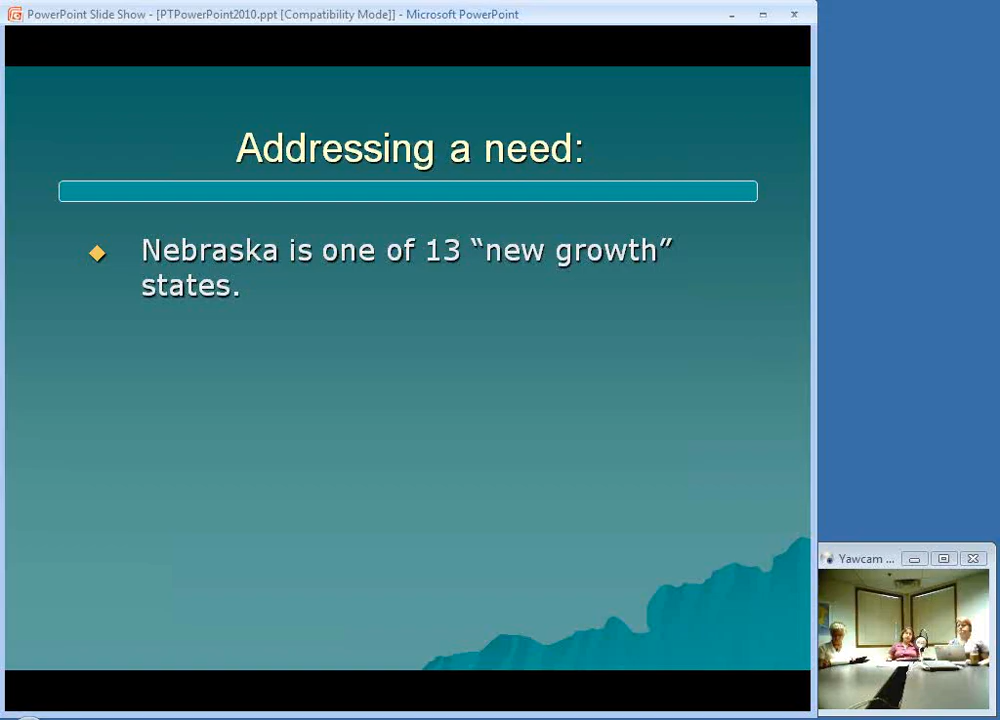 PowerPoint Slide Show - [PTPowerPoint2010.ppt [Compatibility Mode]] - Microsoft PowerPoint
Addressing a need:
Nebraska is one of 13 “new growth”
states.
Yawcam ...